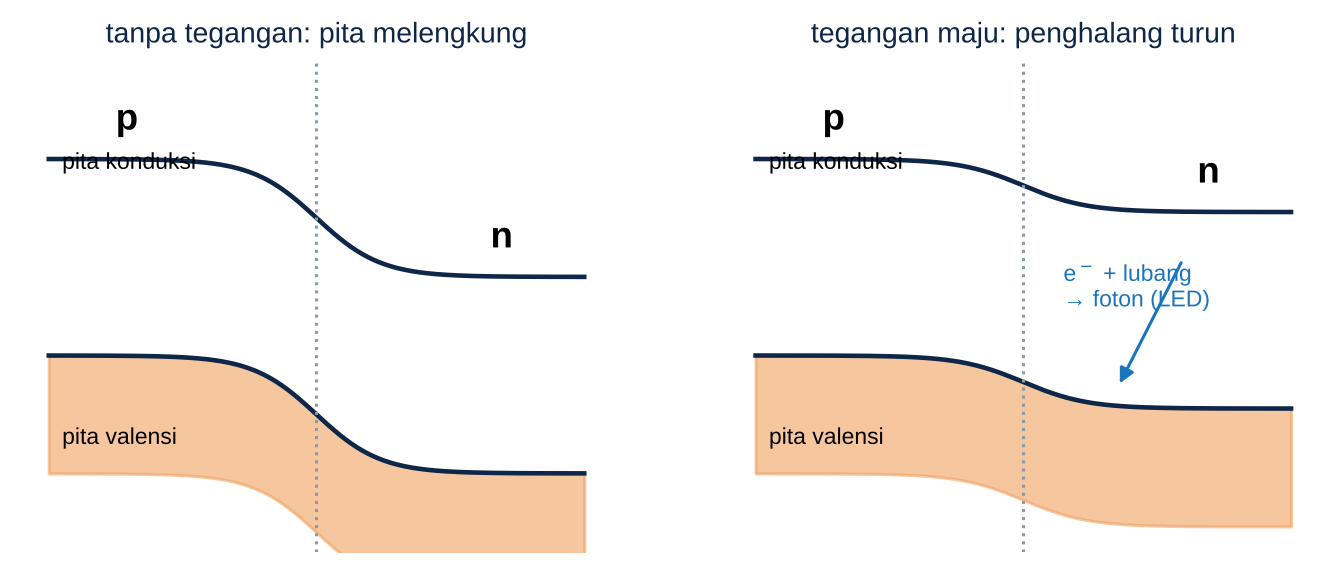 tanpa tegangan: pita melengkung
p
pita konduksi
n
pita valensi
tegangan maju: penghalang turun
p
pita konduksi
n
e⁻ + lubang
→ foton (LED)
pita valensi